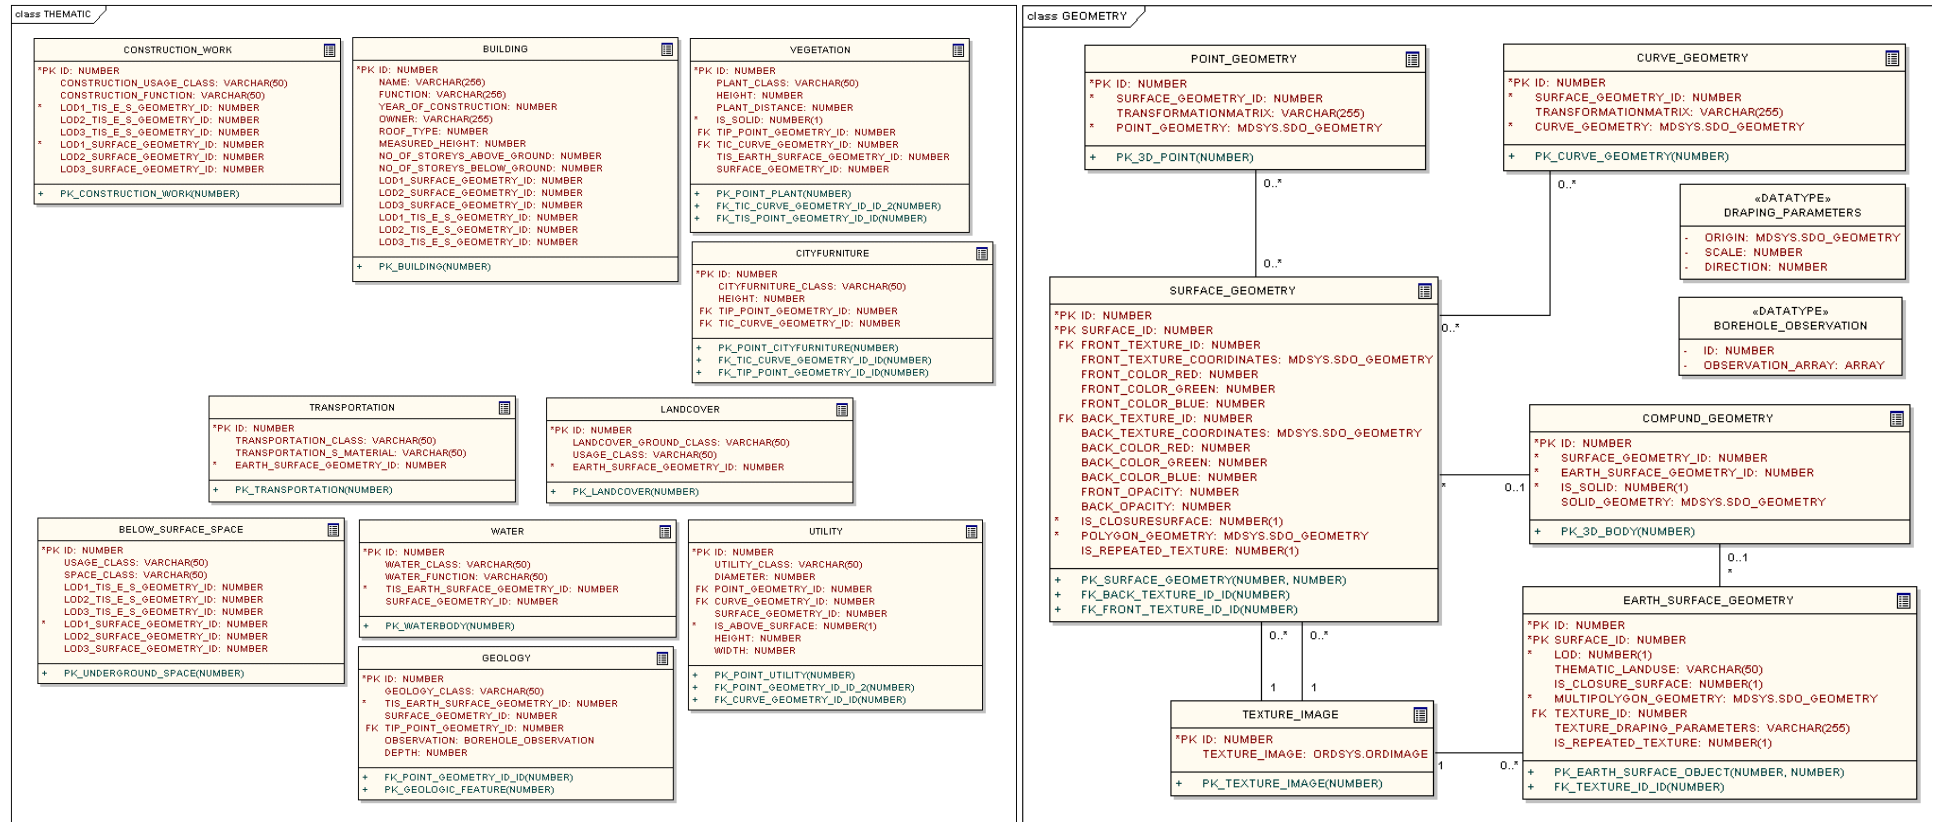 class THEMATIC
CONSTRUCTION_WORK
*PK ID: NUMBER
CONSTRUCTION_USAGE_CLASS: VARCHAR(50)
CONSTRUCTION_FUNCTION: VARCHAR(50)
* LOD1_TIS_E_S_GEOMETRY_ID: NUMBER
LOD2_TIS_E_S_GEOMETRY_ID: NUMBER
LOD3_TIS_E_S_GEOMETRY_ID: NUMBER
* LOD1_SURFACE_GEOMETRY_ID: NUMBER
LOD2_SURFACE_GEOMETRY_ID: NUMBER
LOD3_SURFACE_GEOMETRY_ID: NUMBER
+ PK_CONSTRUCTION_WORK(NUMBER)
BUILDING
*PK ID: NUMBER
NAME: VARCHAR(256)
FUNCTION: VARCHAR(256)
YEAR_OF_CONSTRUCTION: NUMBER
OWNER: VARCHAR(255)
ROOF_TYPE: NUMBER
MEASURED_HEIGHT: NUMBER
NO_OF_STOREYS_ABOVE_GROUND: NUMBER
NO_OF_STOREYS_BELOW_GROUND: NUMBER
LOD1_SURFACE_GEOMETRY_ID: NUMBER
LOD2_SURFACE_GEOMETRY_ID: NUMBER
LOD3_SURFACE_GEOMETRY_ID: NUMBER
LOD1_TIS_E_S_GEOMETRY_ID: NUMBER
LOD2_TIS_E_S_GEOMETRY_ID: NUMBER
LOD3_TIS_E_S_GEOMETRY_ID: NUMBER
+ PK_BUILDING(NUMBER)
VEGETATION
*PK ID: NUMBER
PLANT_CLASS: VARCHAR(50)
HEIGHT: NUMBER
PLANT_DISTANCE: NUMBER
* IS_SOLID: NUMBER(1)
FK TIP_POINT_GEOMETRY_ID: NUMBER
FK TIC_CURVE_GEOMETRY_ID: NUMBER
TIS_EARTH_SURFACE_GEOMETRY_ID: NUMBER
SURFACE_GEOMETRY_ID: NUMBER
+ PK_POINT_PLANT(NUMBER)
+ FK_TIC_CURVE_GEOMETRY_ID_ID_2(NUMBER)
+ FK_TIS_POINT_GEOMETRY_ID_ID(NUMBER)
CITYFURNITURE
*PK ID: NUMBER
CITYFURNITURE_CLASS: VARCHAR(50)
HEIGHT: NUMBER
FK TIP_POINT_GEOMETRY_ID: NUMBER
FK TIC_CURVE_GEOMETRY_ID: NUMBER
+ PK_POINT_CITYFURNITURE(NUMBER)
+ FK_TIC_CURVE_GEOMETRY_ID_ID(NUMBER)
+ FK_TIP_POINT_GEOMETRY_ID_ID(NUMBER)
TRANSPORTATION
*PK ID: NUMBER
TRANSPORTATION_CLASS: VARCHAR(50)
TRANSPORTATION_S_MATERIAL: VARCHAR(50)
* EARTH_SURFACE_GEOMETRY_ID: NUMBER
+ PK_TRANSPORTATION(NUMBER)
LANDCOVER
*PK ID: NUMBER
LANDCOVER_GROUND_CLASS: VARCHAR(50)
USAGE_CLASS: VARCHAR(50)
* EARTH_SURFACE_GEOMETRY_ID: NUMBER
+ PK_LANDCOVER(NUMBER)
BELOW_SURFACE_SPACE
*PK ID: NUMBER
USAGE_CLASS: VARCHAR(50)
SPACE_CLASS: VARCHAR(50)
LOD1_TIS_E_S_GEOMETRY_ID: NUMBER
LOD2_TIS_E_S_GEOMETRY_ID: NUMBER
LOD3_TIS_E_S_GEOMETRY_ID: NUMBER
* LOD1_SURFACE_GEOMETRY_ID: NUMBER
LOD2_SURFACE_GEOMETRY_ID: NUMBER
LOD3_SURFACE_GEOMETRY_ID: NUMBER
+ PK_UNDERGROUND_SPACE(NUMBER)
WATER
*PK ID: NUMBER
WATER_CLASS: VARCHAR(50)
WATER_FUNCTION: VARCHAR(50)
* TIS_EARTH_SURFACE_GEOMETRY_ID: NUMBER
SURFACE_GEOMETRY_ID: NUMBER
+ PK_WATERBODY(NUMBER)
UTILITY
*PK ID: NUMBER
UTILITY_CLASS: VARCHAR(50)
DIAMETER: NUMBER
FK POINT_GEOMETRY_ID: NUMBER
FK CURVE_GEOMETRY_ID: NUMBER
SURFACE_GEOMETRY_ID: NUMBER
* IS_ABOVE_SURFACE: NUMBER(1)
HEIGHT: NUMBER
WIDTH: NUMBER
+ PK_POINT_UTILITY(NUMBER)
+ FK_POINT_GEOMETRY_ID_ID_2(NUMBER)
+ FK_CURVE_GEOMETRY_ID_ID(NUMBER)
GEOLOGY
*PK ID: NUMBER
GEOLOGY_CLASS: VARCHAR(50)
* TIS_EARTH_SURFACE_GEOMETRY_ID: NUMBER
SURFACE_GEOMETRY_ID: NUMBER
FK TIP_POINT_GEOMETRY_ID: NUMBER
OBSERVATION: BOREHOLE_OBSERVATION
DEPTH: NUMBER
+ FK_POINT_GEOMETRY_ID_ID(NUMBER)
+ PK_GEOLOGIC_FEATURE(NUMBER)
class GEOMETRY
POINT_GEOMETRY
*PK ID: NUMBER
* SURFACE_GEOMETRY_ID: NUMBER
TRANSFORMATIONMATRIX: VARCHAR(255)
* POINT_GEOMETRY: MDSYS.SDO_GEOMETRY
+ PK_3D_POINT(NUMBER)
CURVE_GEOMETRY
*PK ID: NUMBER
* SURFACE_GEOMETRY_ID: NUMBER
TRANSFORMATIONMATRIX: VARCHAR(255)
* CURVE_GEOMETRY: MDSYS.SDO_GEOMETRY
+ PK_CURVE_GEOMETRY(NUMBER)
0..*
0..*
0..*
0..*
«DATATYPE»
DRAPING_PARAMETERS
- ORIGIN: MDSYS.SDO_GEOMETRY
- SCALE: NUMBER
- DIRECTION: NUMBER
«DATATYPE»
BOREHOLE_OBSERVATION
- ID: NUMBER
- OBSERVATION_ARRAY: ARRAY
SURFACE_GEOMETRY
*PK ID: NUMBER
*PK SURFACE_ID: NUMBER
FK FRONT_TEXTURE_ID: NUMBER
FRONT_TEXTURE_COORIDINATES: MDSYS.SDO_GEOMETRY
FRONT_COLOR_RED: NUMBER
FRONT_COLOR_GREEN: NUMBER
FRONT_COLOR_BLUE: NUMBER
FK BACK_TEXTURE_ID: NUMBER
BACK_TEXTURE_COORDINATES: MDSYS.SDO_GEOMETRY
BACK_COLOR_RED: NUMBER
BACK_COLOR_GREEN: NUMBER
BACK_COLOR_BLUE: NUMBER
FRONT_OPACITY: NUMBER
BACK_OPACITY: NUMBER
* IS_CLOSURESURFACE: NUMBER(1)
* POLYGON_GEOMETRY: MDSYS.SDO_GEOMETRY
IS_REPEATED_TEXTURE: NUMBER(1)
+ PK_SURFACE_GEOMETRY(NUMBER, NUMBER)
+ FK_BACK_TEXTURE_ID_ID(NUMBER)
+ FK_FRONT_TEXTURE_ID_ID(NUMBER)
* 0..1
COMPUND_GEOMETRY
*PK ID: NUMBER
* SURFACE_GEOMETRY_ID: NUMBER
* EARTH_SURFACE_GEOMETRY_ID: NUMBER
* IS_SOLID: NUMBER(1)
SOLID_GEOMETRY: MDSYS.SDO_GEOMETRY
+ PK_3D_BODY(NUMBER)
0..1
*
EARTH_SURFACE_GEOMETRY
*PK ID: NUMBER
*PK SURFACE_ID: NUMBER
* LOD: NUMBER(1)
THEMATIC_LANDUSE: VARCHAR(50)
IS_CLOSURE_SURFACE: NUMBER(1)
* MULTIPOLYGON_GEOMETRY: MDSYS.SDO_GEOMETRY
FK TEXTURE_ID: NUMBER
TEXTURE_DRAPING_PARAMETERS: VARCHAR(255)
IS_REPEATED_TEXTURE: NUMBER(1)
+ PK_EARTH_SURFACE_OBJECT(NUMBER, NUMBER)
+ FK_TEXTURE_ID_ID(NUMBER)
0..* 0..*
1 1
TEXTURE_IMAGE
*PK ID: NUMBER
TEXTURE_IMAGE: ORDSYS.ORDIMAGE
+ PK_TEXTURE_IMAGE(NUMBER)
1 0..*